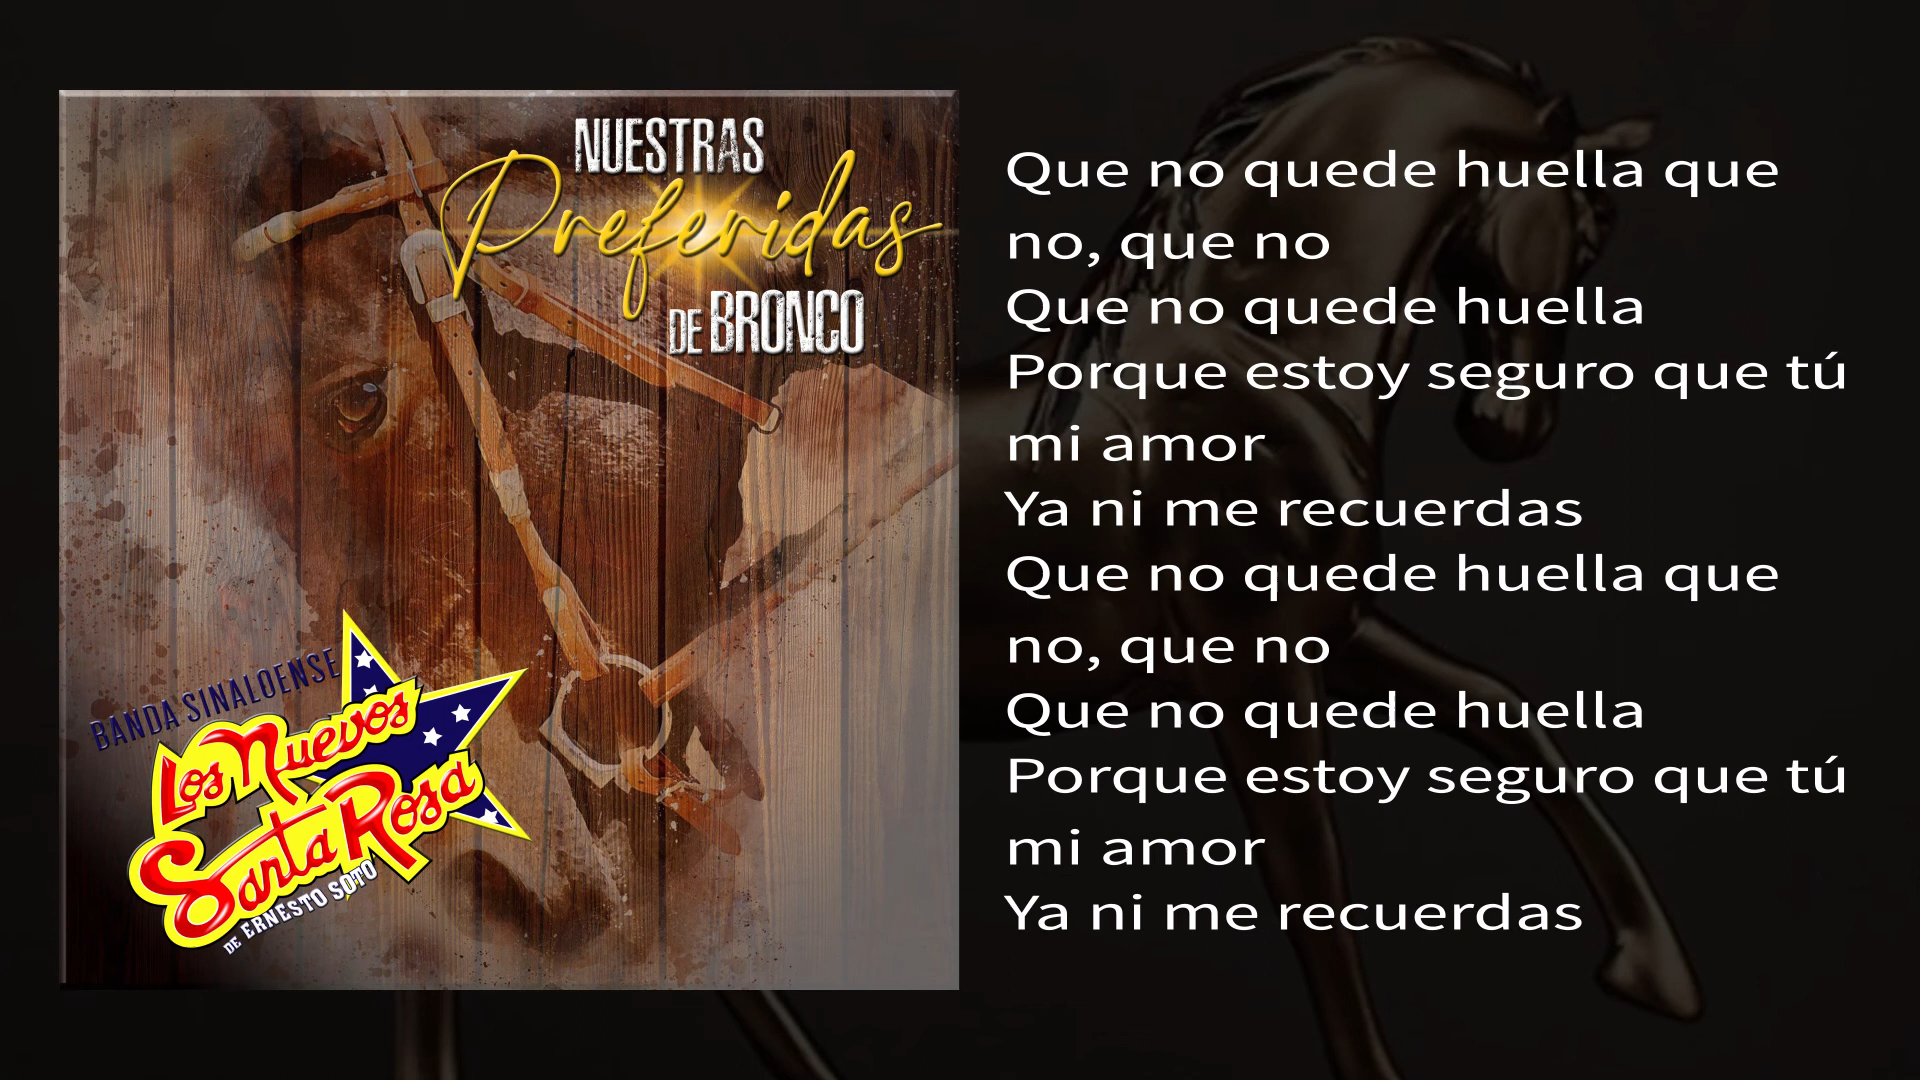 NUESTRAS
Preferidas
DE BRONCO
BANDA SINALOENSE
Los Nuevos
Santa Rosa
DE ERNESTO SOTO
Que no quede huella que
no, que no
Que no quede huella
Porque estoy seguro que tú
mi amor
Ya ni me recuerdas
Que no quede huella que
no, que no
Que no quede huella
Porque estoy seguro que tú
mi amor
Ya ni me recuerdas